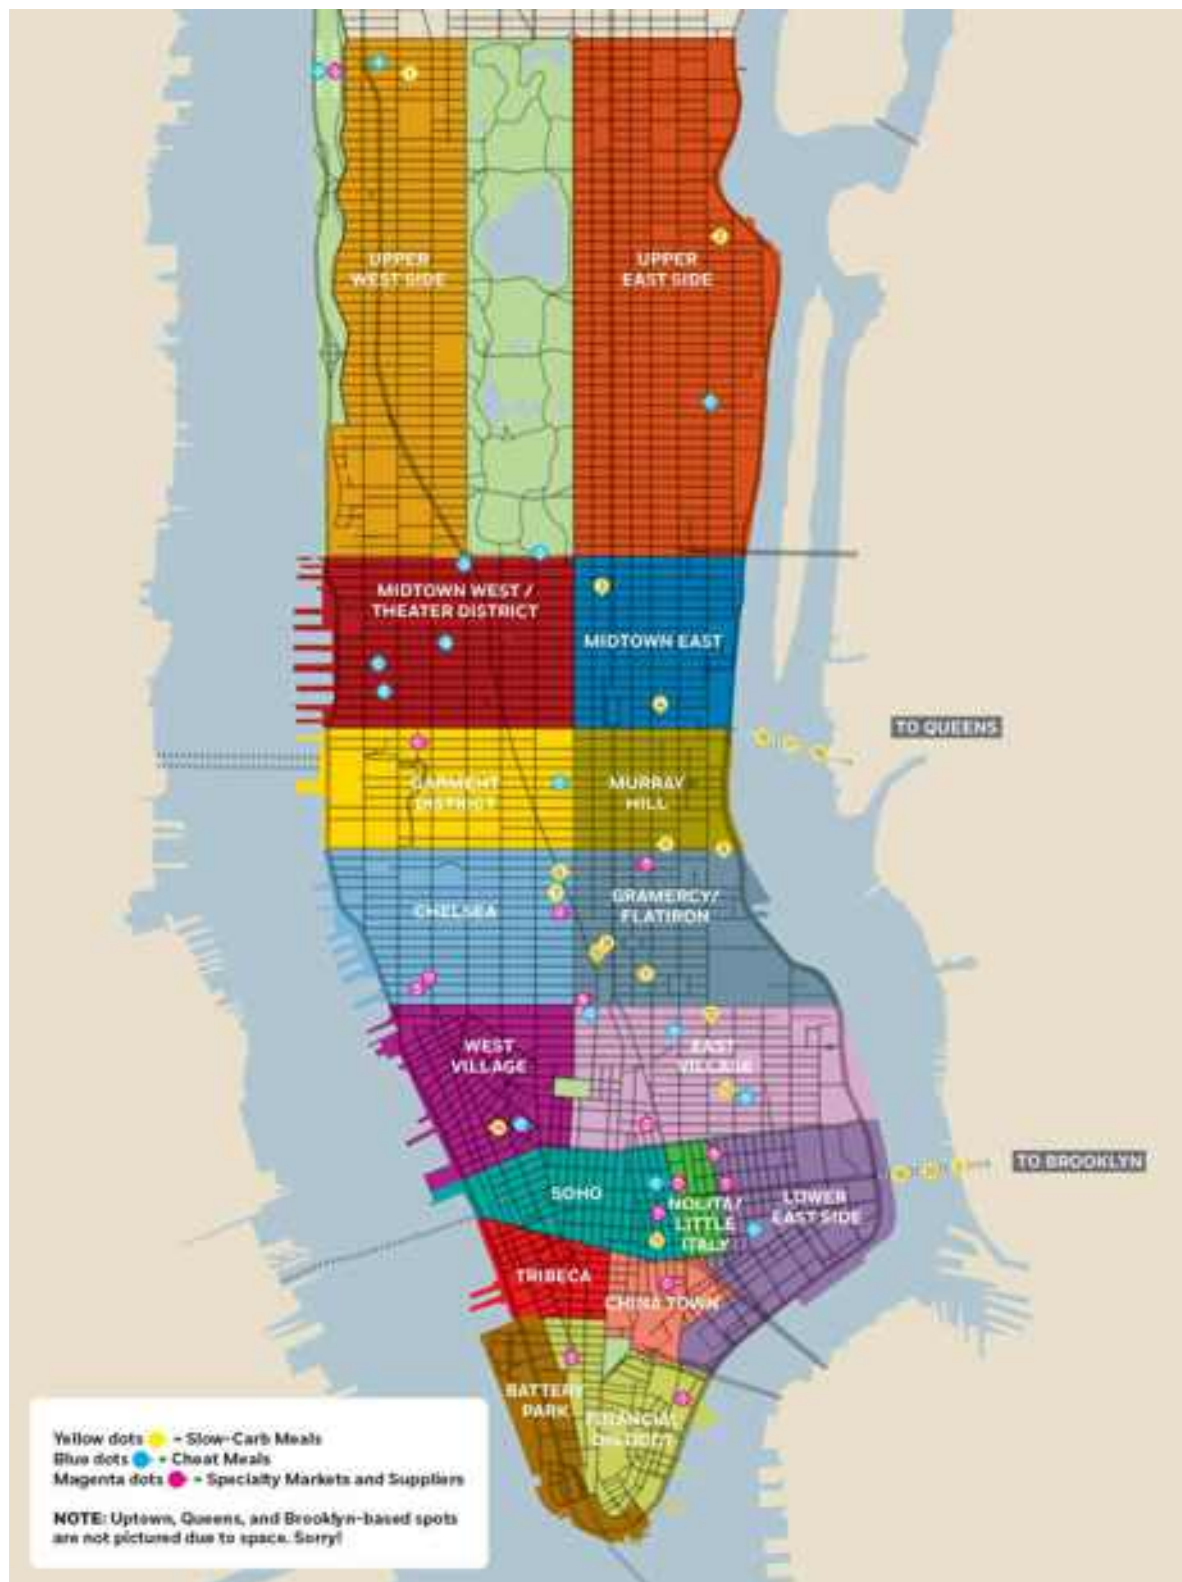 UPPER
WEST SIDE
UPPER
EAST SIDE
MIDTOWN WEST /
THEATER DISTRICT
MIDTOWN EAST
TO QUEENS
GARMENT
DISTRICT
MURRAY
HILL
CHELSEA
GRAMERCY/
FLATIRON
WEST
VILLAGE
EAST
VILLAGE
TO BROOKLYN
SOHO
NOLITA/
LITTLE
ITALY
LOWER
EAST SIDE
TRIBECA
CHINA TOWN
BATTERY
PARK
FINANCIAL
DISTRICT
Yellow dots = Slow-Carb Meals
Blue dots = Cheat Meals
Magenta dots = Specialty Markets and Suppliers
NOTE: Uptown, Queens, and Brooklyn-based spots
are not pictured due to space. Sorry!